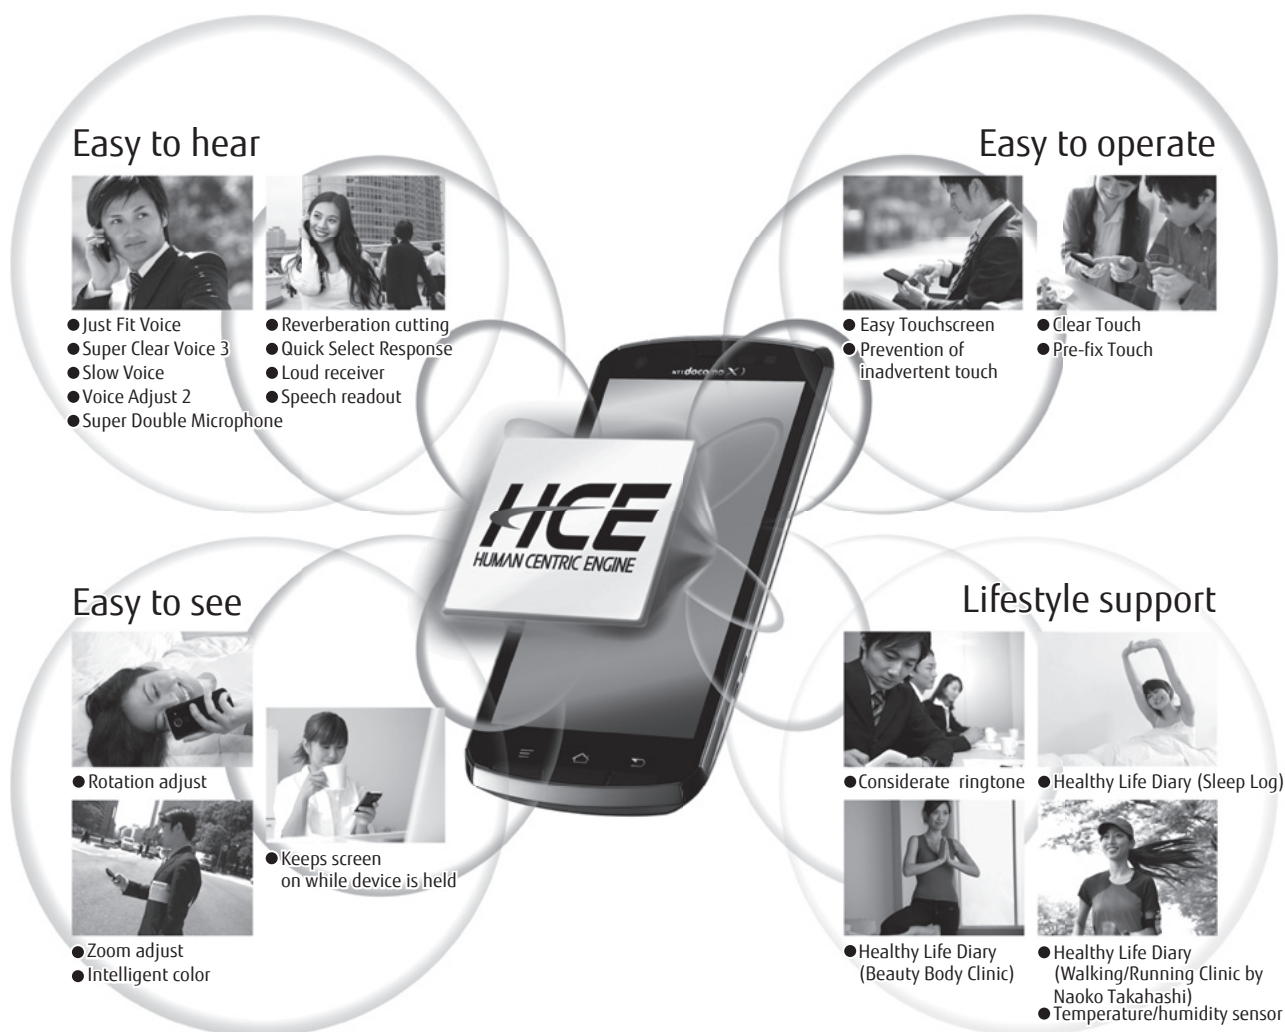 Easy to hear
● Just Fit Voice
● Super Clear Voice 3
● Slow Voice
● Voice Adjust 2
● Super Double Microphone
● Reverberation cutting
● Quick Select Response
● Loud receiver
● Speech readout
Easy to operate
● Easy Touchscreen
● Prevention of
inadvertent touch
● Clear Touch
● Pre-fix Touch
NTT docomo Xi
HCE
HUMAN CENTRIC ENGINE
Easy to see
● Rotation adjust
● Zoom adjust
● Intelligent color
● Keeps screen
on while device is held
Lifestyle support
● Considerate ringtone
● Healthy Life Diary (Sleep Log)
● Healthy Life Diary
(Beauty Body Clinic)
● Healthy Life Diary
(Walking/Running Clinic by
Naoko Takahashi)
● Temperature/humidity sensor